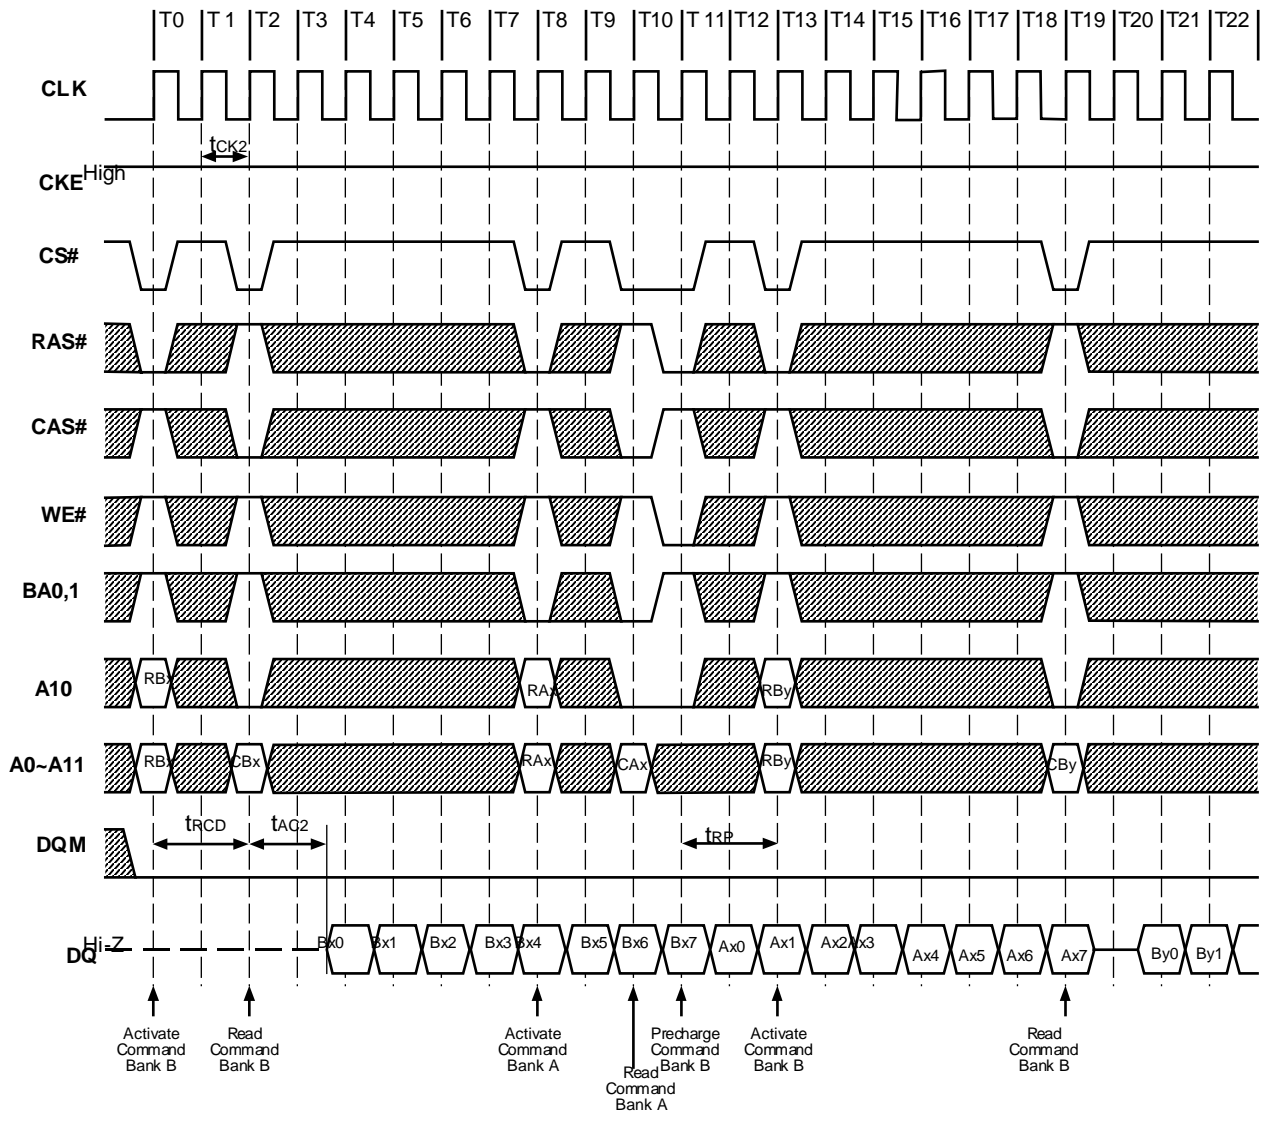 T0 T 1 T2 T3 T4 T5 T6 T7 T8 T9 T10 T 11 T12 T13 T14 T15 T16 T17 T18 T19 T20 T21 T22
CLK
tCK2
CKE High
CS#
RAS#
CAS#
WE#
BA0,1
A10 RBx RAx RBy
A0~A11 RBx CBx RAx CAx RBy CBy
DQM tRCD tAC2 tRP
DQ Hi-Z Bx0 Bx1 Bx2 Bx3 Bx4 Bx5 Bx6 Bx7 Ax0 Ax1 Ax2 Ax3 Ax4 Ax5 Ax6 Ax7 By0 By1
Activate
Command
Bank B
Read
Command
Bank B
Activate
Command
Bank A
Read
Command
Bank A
Precharge
Command
Bank B
Activate
Command
Bank B
Read
Command
Bank B